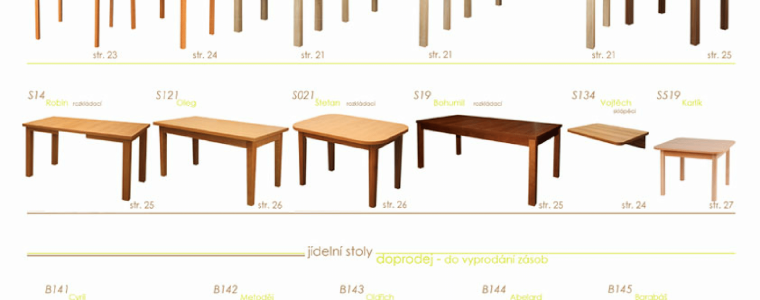 str. 23 str. 24 str. 21 str. 21 str. 21 str. 25
S14 S121 S021 S19 S134 SS19
Robin rozkládací Oleg Štefan rozkládací Bohumil rozkládací Vojtěch Karlík
sklápěcí
str. 25 str. 26 str. 26 str. 25 str. 24 str. 27
jídelní stoly
doprodej - do vyprodání zásob
B141 B142 B143 B144 B145
Cyril Metoděj Oldřich Abelard Barabáš